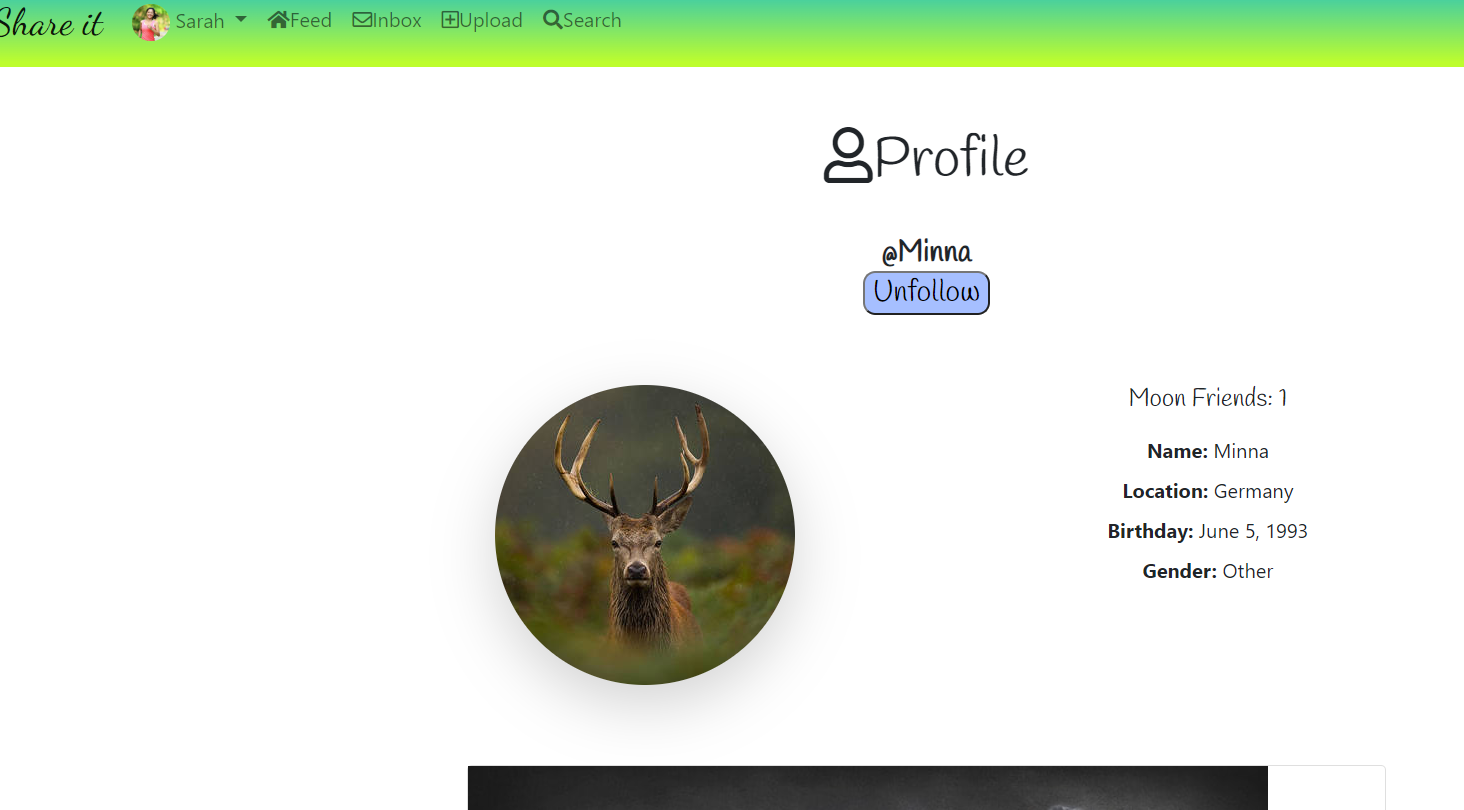 Share it Sarah Feed Inbox Upload Search
Profile
@Minna
Unfollow
Moon Friends: 1
Name: Minna
Location: Germany
Birthday: June 5, 1993
Gender: Other